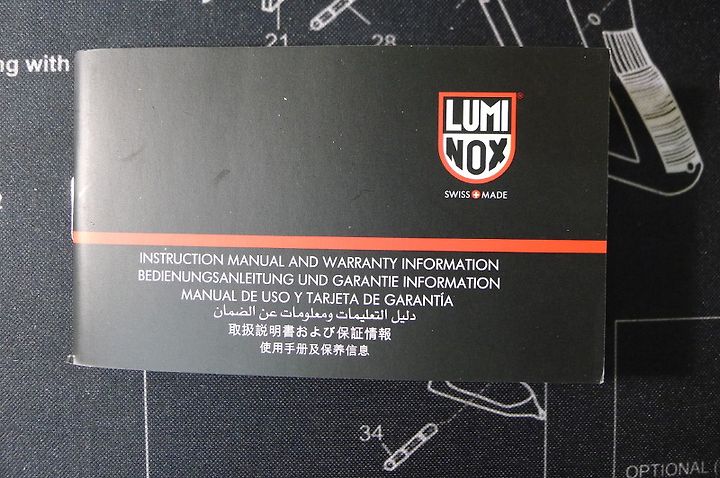 21
28
ng with
LUMI
NOX
®
SWISS MADE
INSTRUCTION MANUAL AND WARRANTY INFORMATION
BEDIENUNGSANLEITUNG UND GARANTIE INFORMATION
MANUAL DE USO Y TARJETA DE GARANTÍA
دليل التعليمات ومعلومات عن الضمان
取扱説明書および保証情報
使用手册及保养信息
34
OPTIONAL (